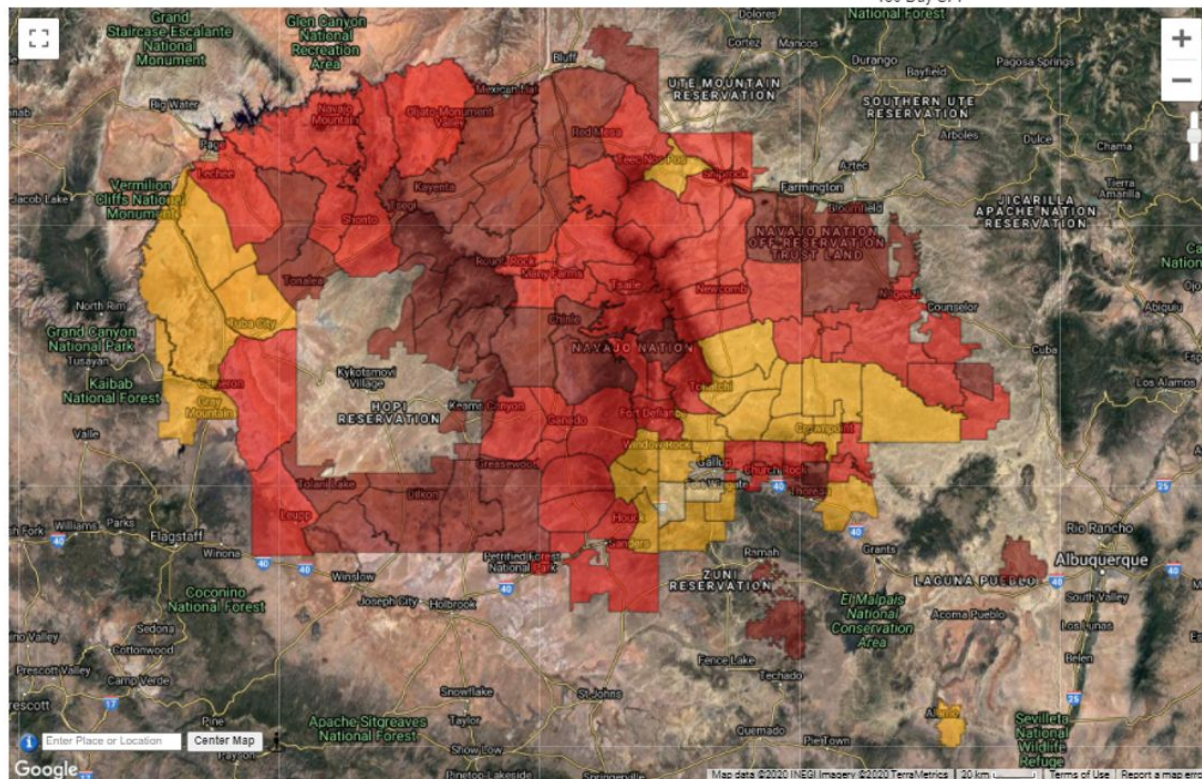 Grand
Staircase Escalante
National
Monument
Glen Canyon
National
Recreation
Area
Bluff
Dolores
National Forest
Cortez
Mancos
Durango
Bayfield
Pagosa Springs
UTE MOUNTAIN
RESERVATION
SOUTHERN UTE
RESERVATION
Big Water
Navajo
Mountain
Oljato Monument
Valley
Mexican Hat
Red Mesa
Arboles
Dulce
Chama
Page
Lechee
Teec Nos Pos
Shiprock
Aztec
Farmington
Bloomfield
Tierra
Amarilla
Jacob Lake
Vermilion
Cliffs National
Monument
Kayenta
Tsegi
Shonto
JICARILLA
APACHE NATION
RESERVATION
NAVAJO NATION
OFF-RESERVATION
TRUST LAND
Tonalea
Round Rock
Many Farms
Tsaile
Newcomb
Nageezi
Counselor
North Rim
Abiquiu
Grand Canyon
National Park
Tusayan
Tuba City
Chinle
NAVAJO NATION
Cuba
Kaibab
National Forest
Cameron
Gray
Mountain
Kykotsmovi
Village
HOPI
RESERVATION
Keams Canyon
Tohatchi
Los Alamos
Valle
Ganado
Fort Defiance
Window Rock
Crownpoint
Greasewood
Gallup
Fort Wingate
Church Rock
Thoreau
Tolani Lake
Dilkon
Leupp
Houck
Sanders
Williams
Parks
Flagstaff
Winona
Winslow
Petrified Forest
National Park
Ramah
Grants
Rio Rancho
Albuquerque
ZUNI
RESERVATION
LAGUNA PUEBLO
South Valley
Joseph City
Holbrook
Coconino
National Forest
El Malpais
National
Conservation
Area
Acoma Pueblo
Los Lunas
Sedona
Cottonwood
Belen
Prescott Valley
Camp Verde
Fence Lake
Techado
Snowflake
St Johns
Pine
Apache Sitgreaves
National Forest
Taylor
Show Low
Quemado
Pie Town
Sevilleta
National
Wildlife
Refuge
Enter Place or Location
Center Map
Pinetop Lakeside
Springerville
Google
Map data ©2020 INEGI Imagery ©2020 TerraMetrics
20 km
Terms of Use
Report a map